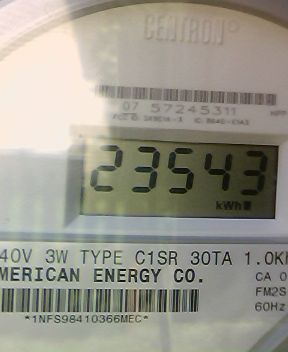 CENTRON®
07 57245311
23543
kWh
40V 3W TYPE C1SR 30TA 1.0K
MERICAN ENERGY CO.
CA 0
FM2S
60Hz
*1NFS98410366MEC*